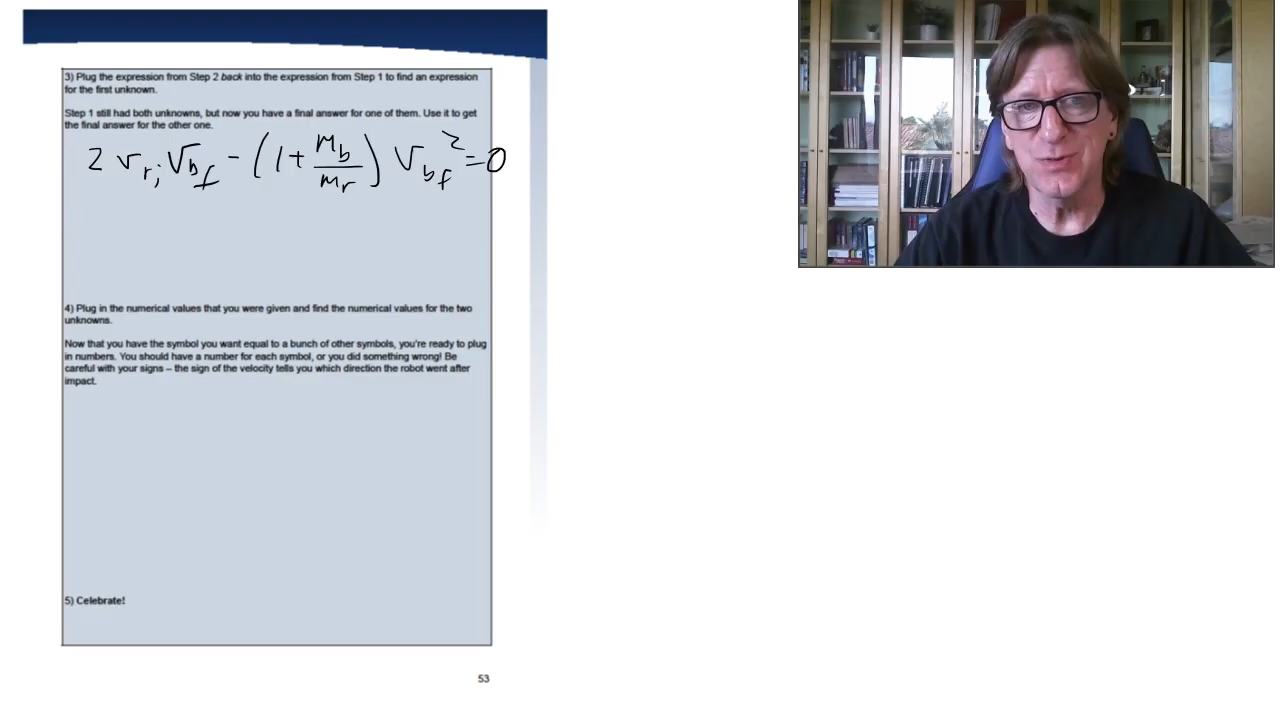 3) Plug the expression from Step 2 back into the expression from Step 1 to find an expression
for the first unknown.
Step 1 still had both unknowns, but now you have a final answer for one of them. Use it to get
the final answer for the other one.
2 v_{ri} v_{bf} - (1 + m_b/m_r) v_{bf}^2 = 0
4) Plug in the numerical values that you were given and find the numerical values for the two
unknowns.
Now that you have the symbol you want equal to a bunch of other symbols, you're ready to plug
in numbers. You should have a number for each symbol, or you did something wrong! Be
careful with your signs – the sign of the velocity tells you which direction the robot went after
impact.
5) Celebrate!
53